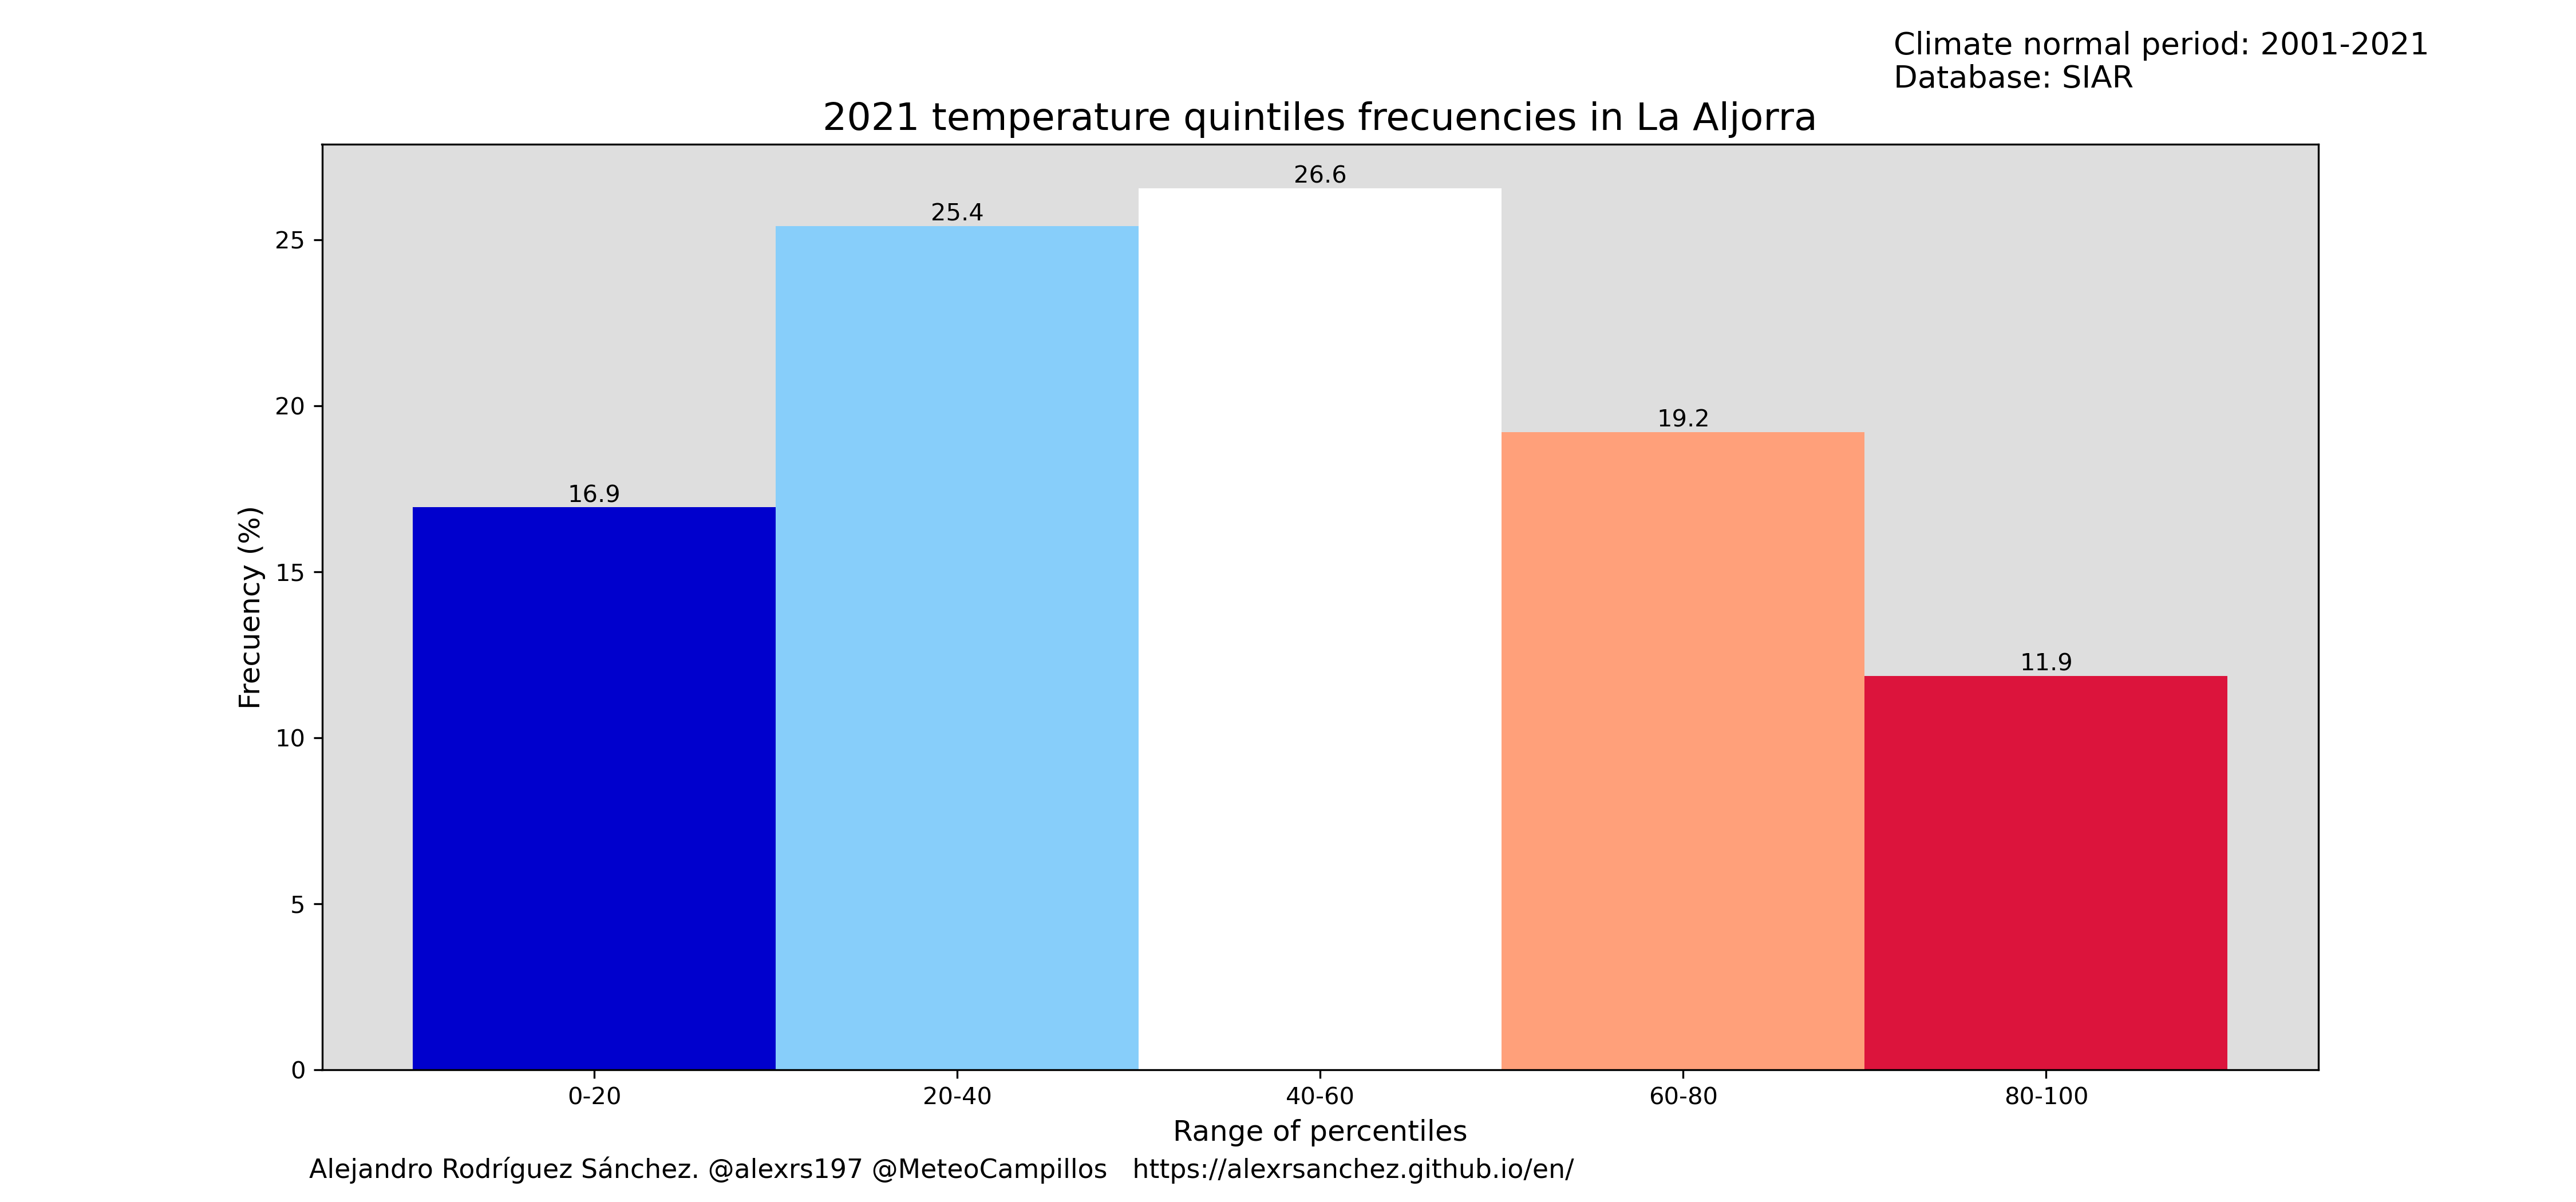 Climate normal period: 2001-2021
Database: SIAR
2021 temperature quintiles frecuencies in La Aljorra
26.6
25.4
25
20
19.2
16.9
Frecuency (%)
15
11.9
10
5
0
0-20 20-40 40-60 60-80 80-100
Range of percentiles
Alejandro Rodríguez Sánchez. @alexrs197 @MeteoCampillos https://alexrsanchez.github.io/en/